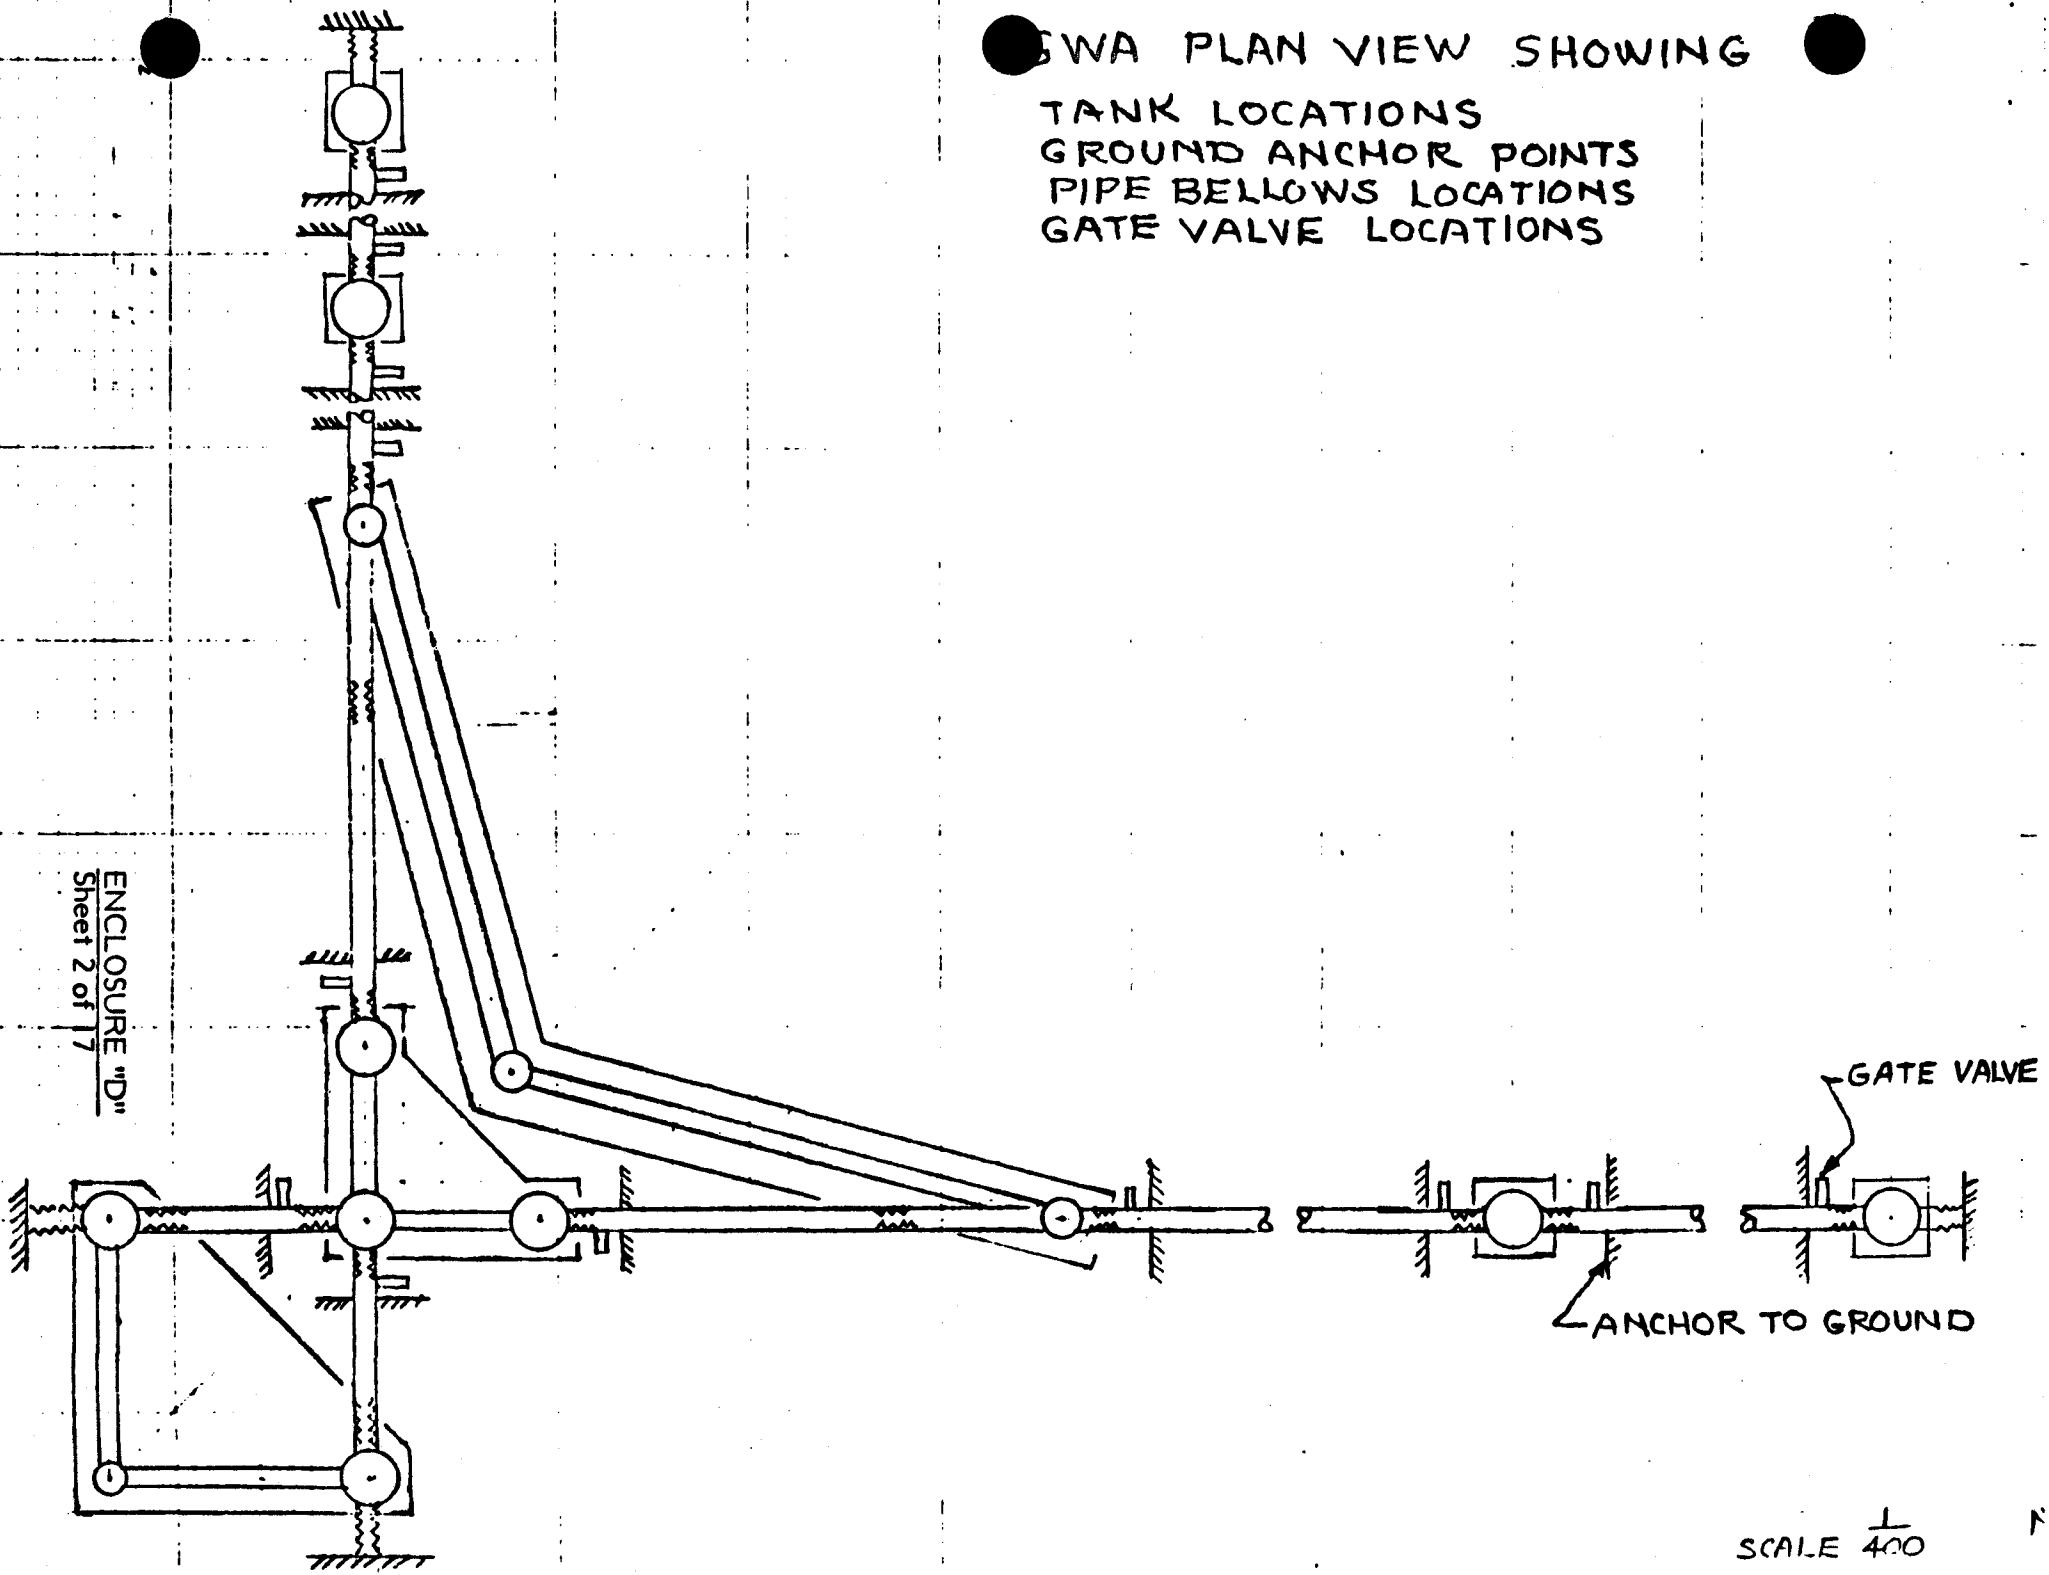 GWA PLAN VIEW SHOWING
TANK LOCATIONS
GROUND ANCHOR POINTS
PIPE BELLOWS LOCATIONS
GATE VALVE LOCATIONS
ENCLOSURE "D"
Sheet 2 of 17
GATE VALVE
ANCHOR TO GROUND
SCALE 1/400